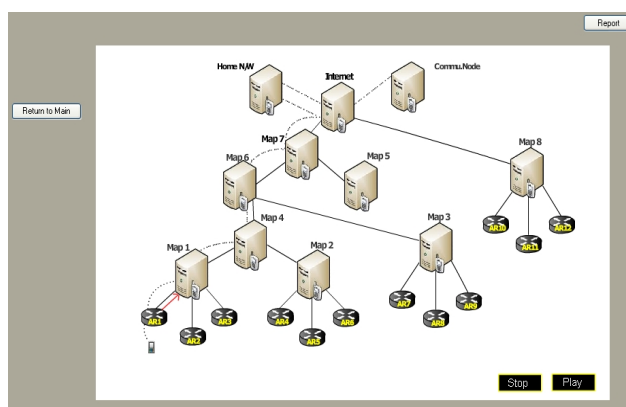 Report
Home N/W
Internet
Commu.Node
Return to Main
Map 7
Map 8
Map 6
Map 5
Map 4
Map 3
Map 1
Map 2
AR10
AR12
AR11
AR7
AR9
AR1
AR3
AR4
AR6
AR8
AR2
AR5
Stop
Play